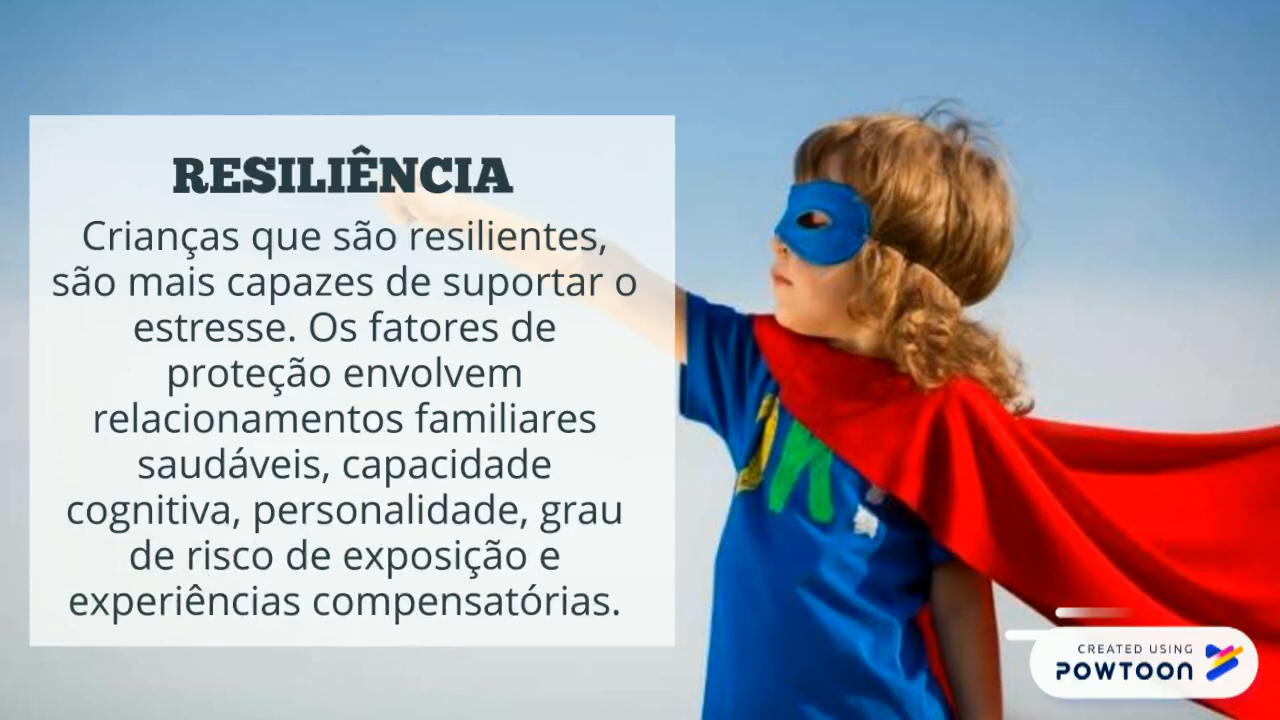 RESILIÊNCIA
Crianças que são resilientes,
são mais capazes de suportar o
estresse. Os fatores de
proteção envolvem
relacionamentos familiares
saudáveis, capacidade
cognitiva, personalidade, grau
de risco de exposição e
experiências compensatórias.
CREATED USING
POWTOON